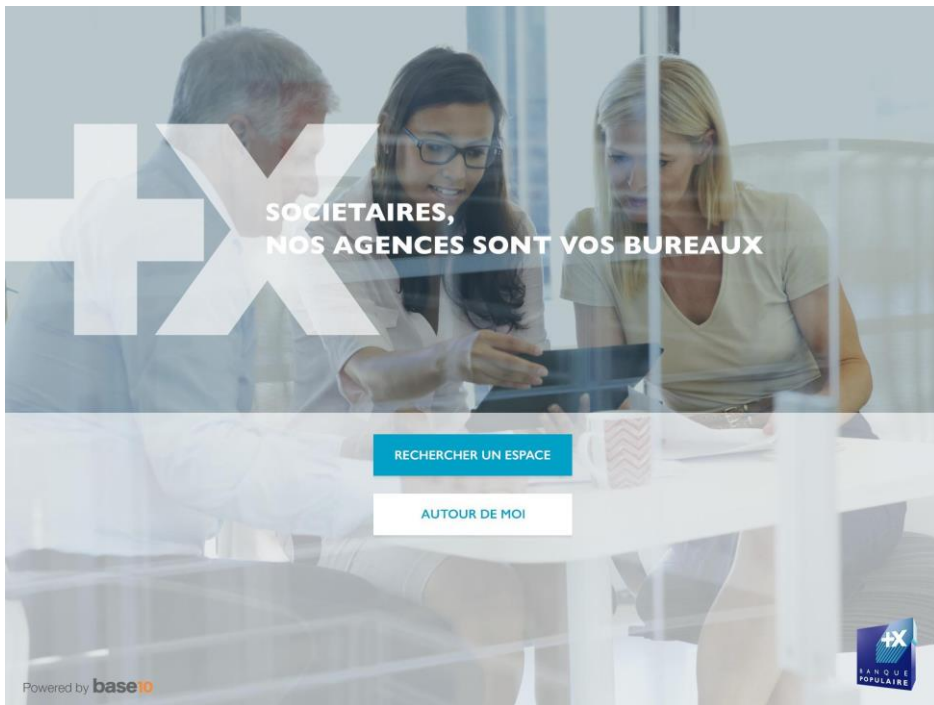 +X
SOCIETAIRES,
NOS AGENCES SONT VOS BUREAUX
RECHERCHER UN ESPACE
AUTOUR DE MOI
+X
BANQUE
POPULAIRE
Powered by base10